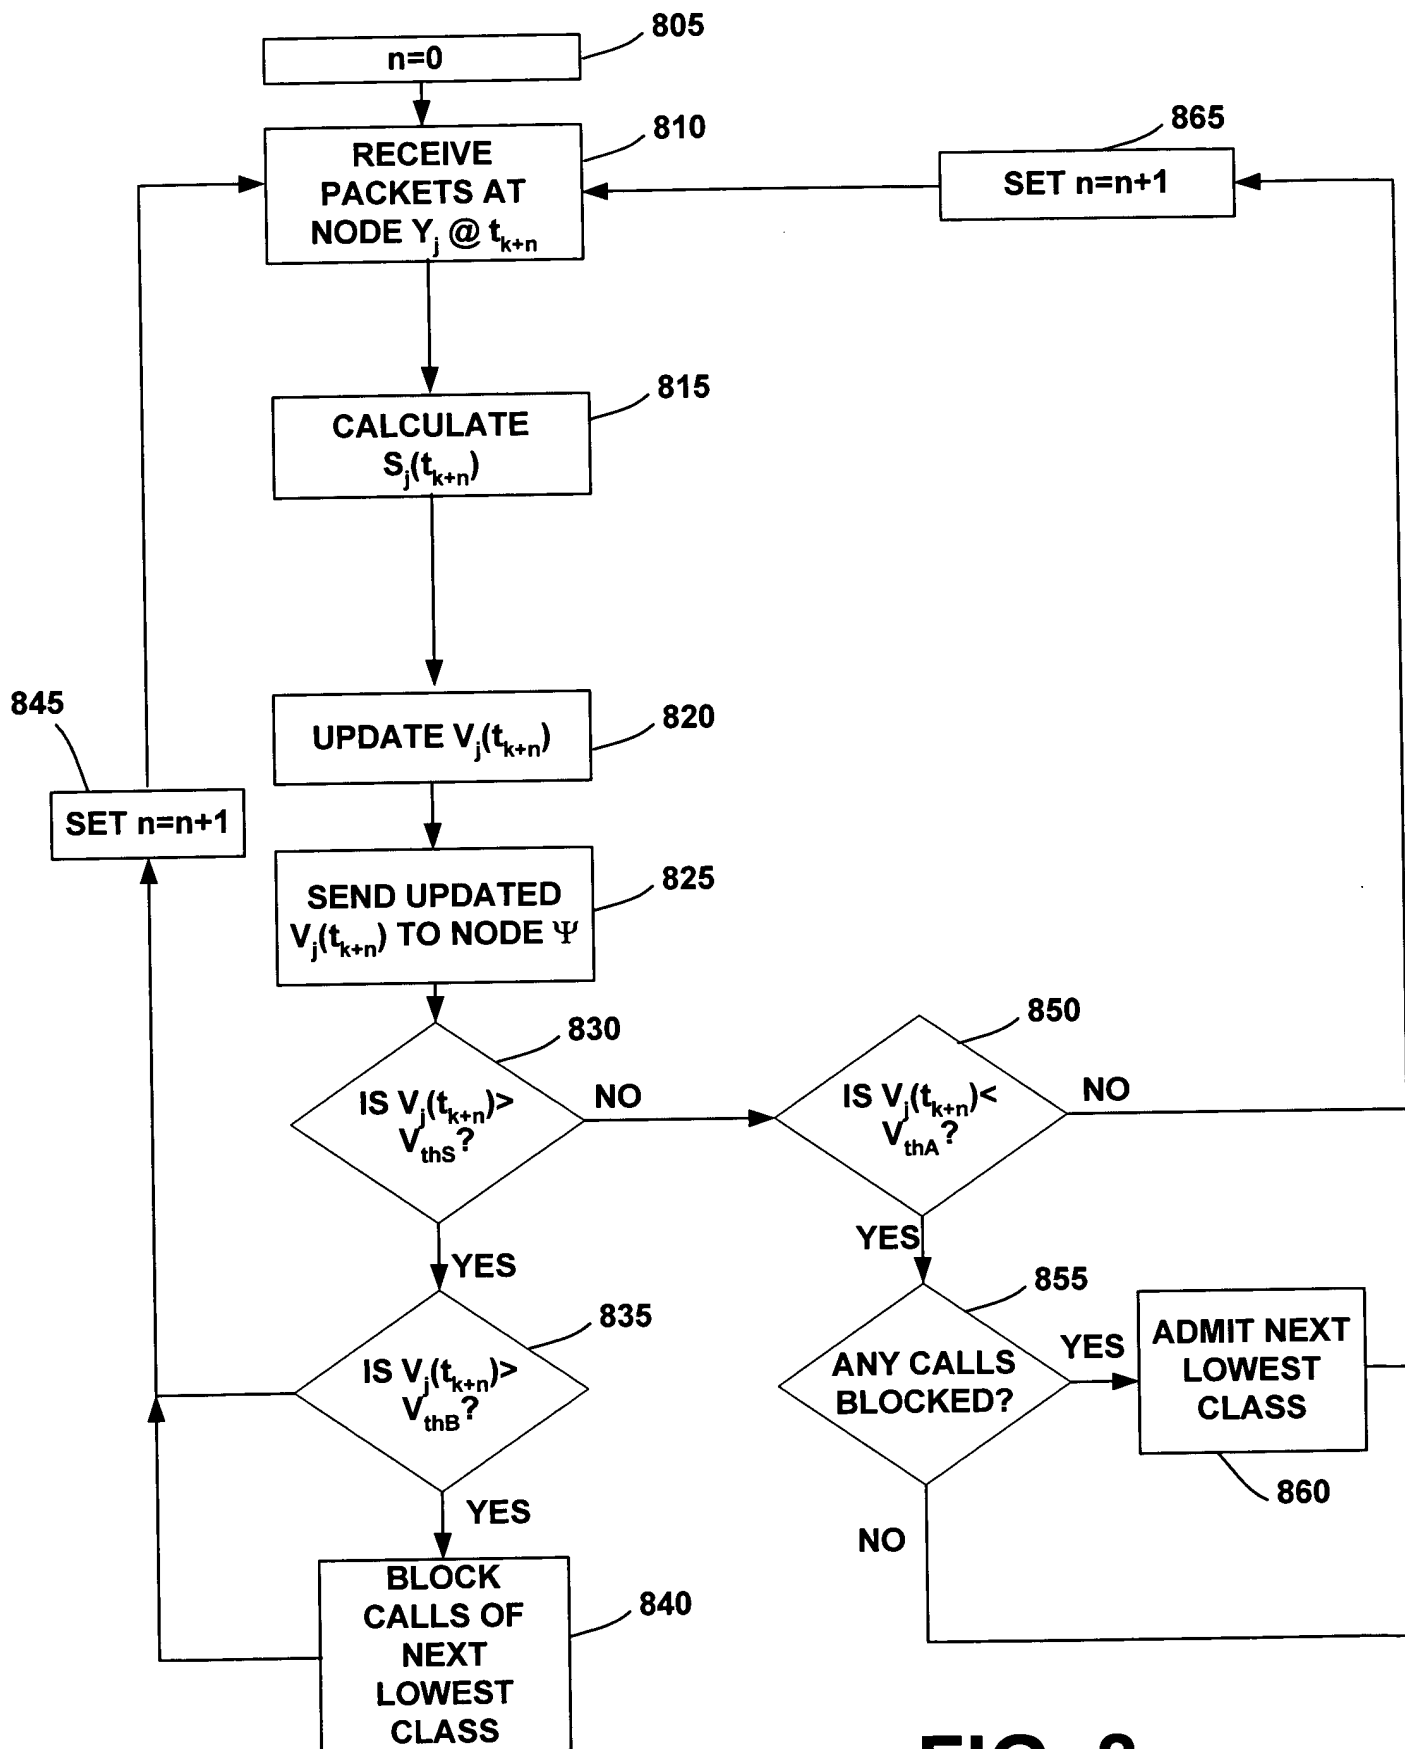 805
n=0
810
RECEIVE
PACKETS AT
NODE Yj @ tk+n
865
SET n=n+1
815
CALCULATE
Sj(tk+n)
845
820
UPDATE Vj(tk+n)
SET n=n+1
825
SEND UPDATED
Vj(tk+n) TO NODE Ψ
830
850
IS Vj(tk+n)>
VthS?
NO
IS Vj(tk+n)<
VthA?
NO
YES
YES
835
855
IS Vj(tk+n)>
VthB?
ANY CALLS
BLOCKED?
YES
ADMIT NEXT
LOWEST
CLASS
860
YES
NO
BLOCK
CALLS OF
NEXT
LOWEST
CLASS
840
FIG. 8